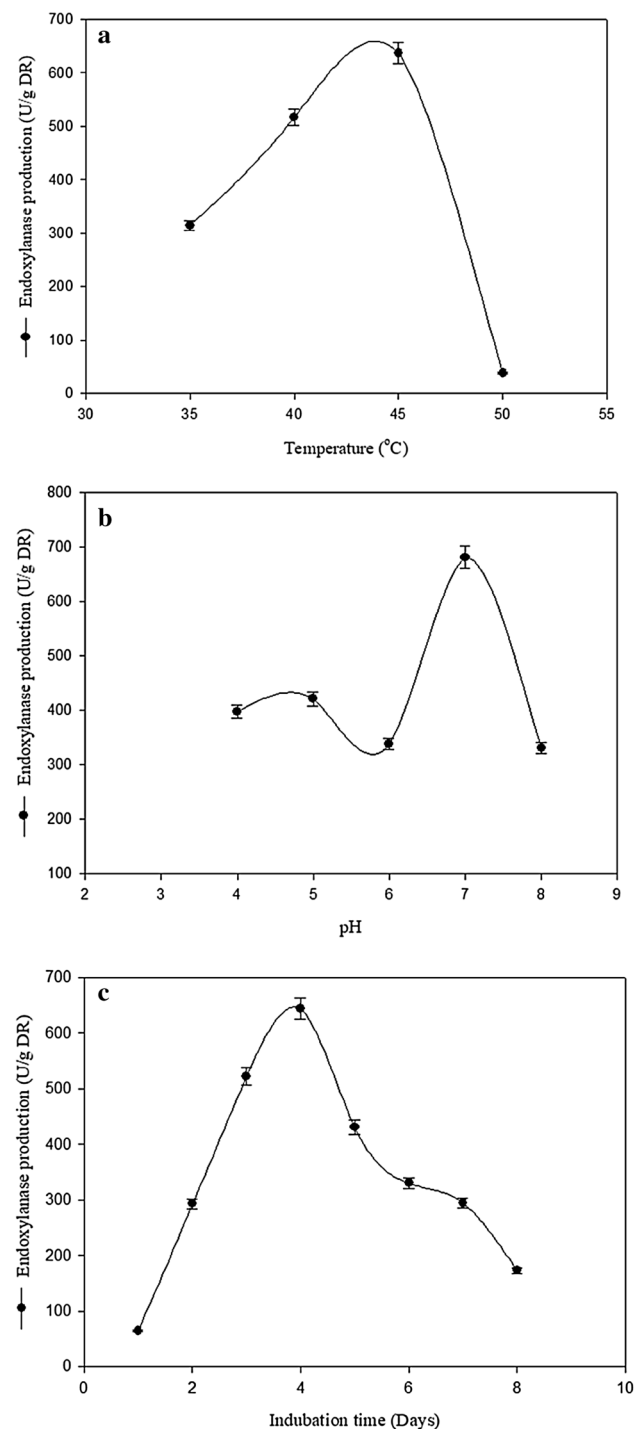 a
700
600
500
400
300
200
100
0
Endoxylanase production (U/g DR)
30 35 40 45 50 55
Temperature (°C)
b
800
700
600
500
400
300
200
100
Endoxylanase production (U/g DR)
2 3 4 5 6 7 8 9
pH
c
700
600
500
400
300
200
100
0
Endoxylanase production (U/g DR)
0 2 4 6 8 10
Indubation time (Days)